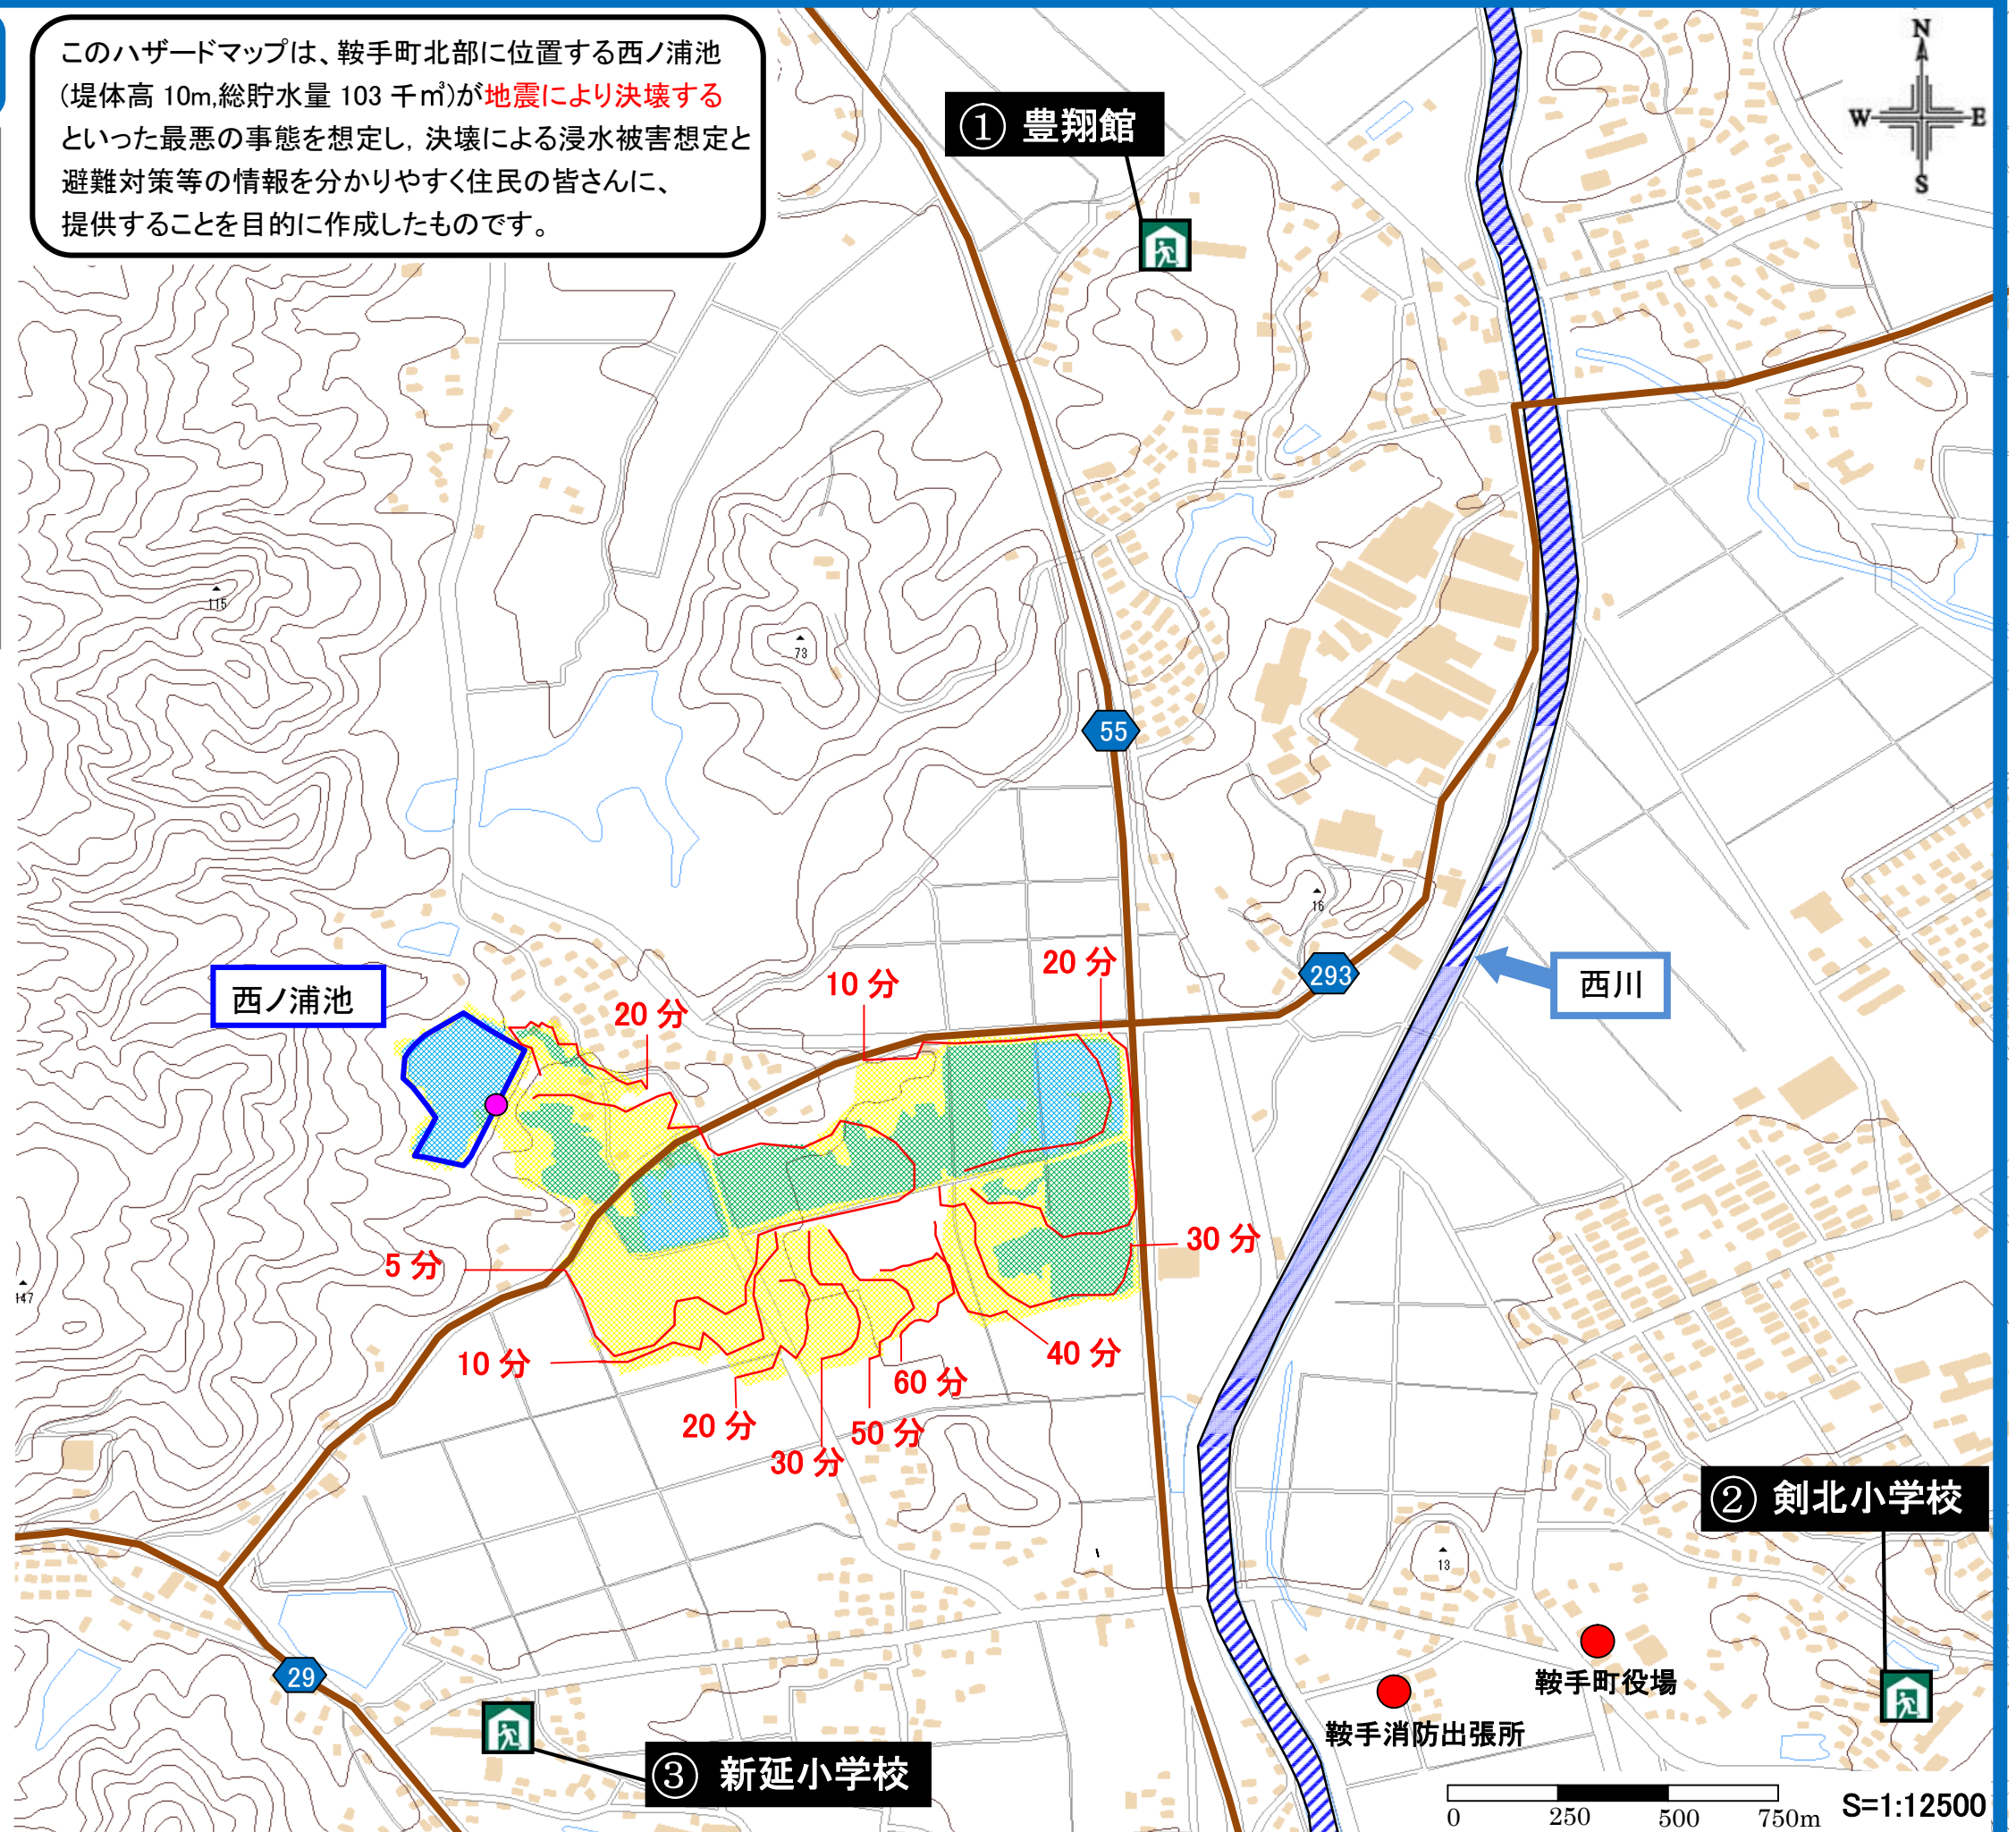 このハザードマップは、鞍手町北部に位置する西ノ浦池
(堤体高 10m,総貯水量 103 千㎥)が地震により決壊する
といった最悪の事態を想定し, 決壊による浸水被害想定と
避難対策等の情報を分かりやすく住民の皆さんに、
提供することを目的に作成したものです。
① 豊翔館
N
W
E
S
115
73
55
16
293
西川
西ノ浦池
20 分
10 分
20 分
5 分
30 分
147
10 分
40 分
60 分
20 分
50 分
30 分
② 剣北小学校
13
29
鞍手町役場
鞍手消防出張所
③ 新延小学校
0 250 500 750m
S=1:12500